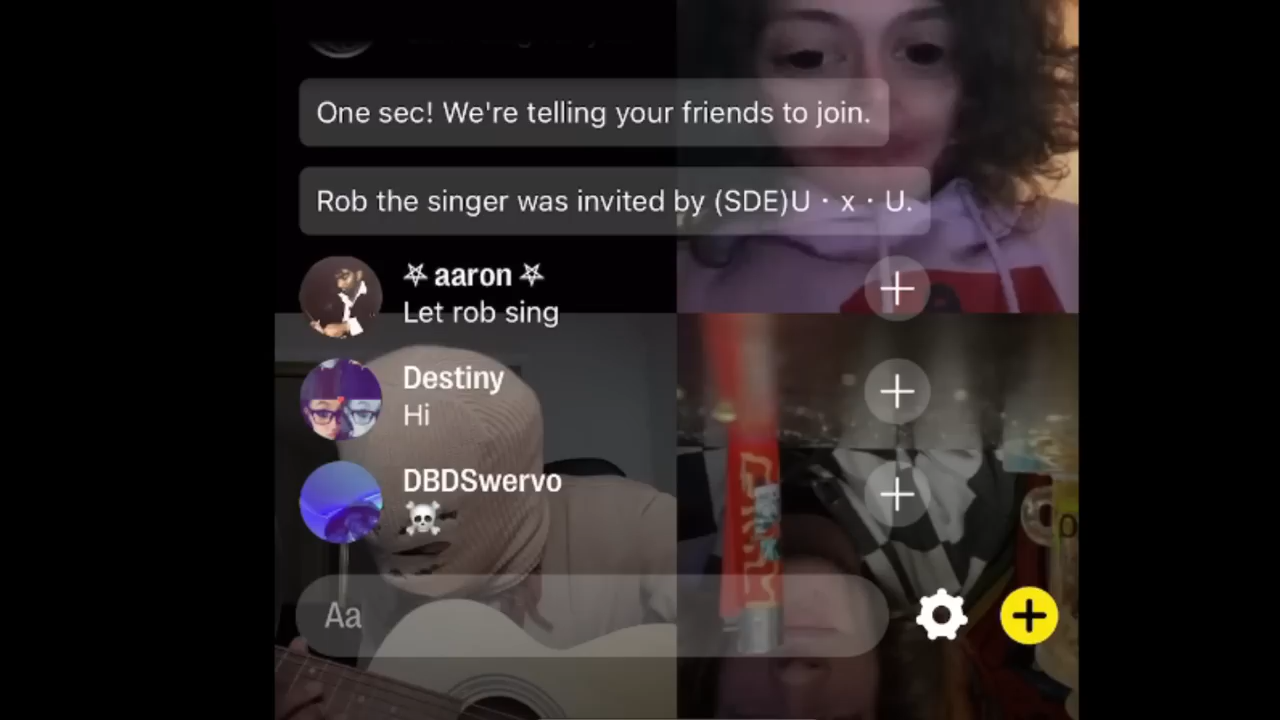 One sec! We're telling your friends to join.
Rob the singer was invited by (SDE)U · x · U.
⛧ aaron ⛧
Let rob sing
Destiny
Hi
DBDSwervo
☠️
Aa